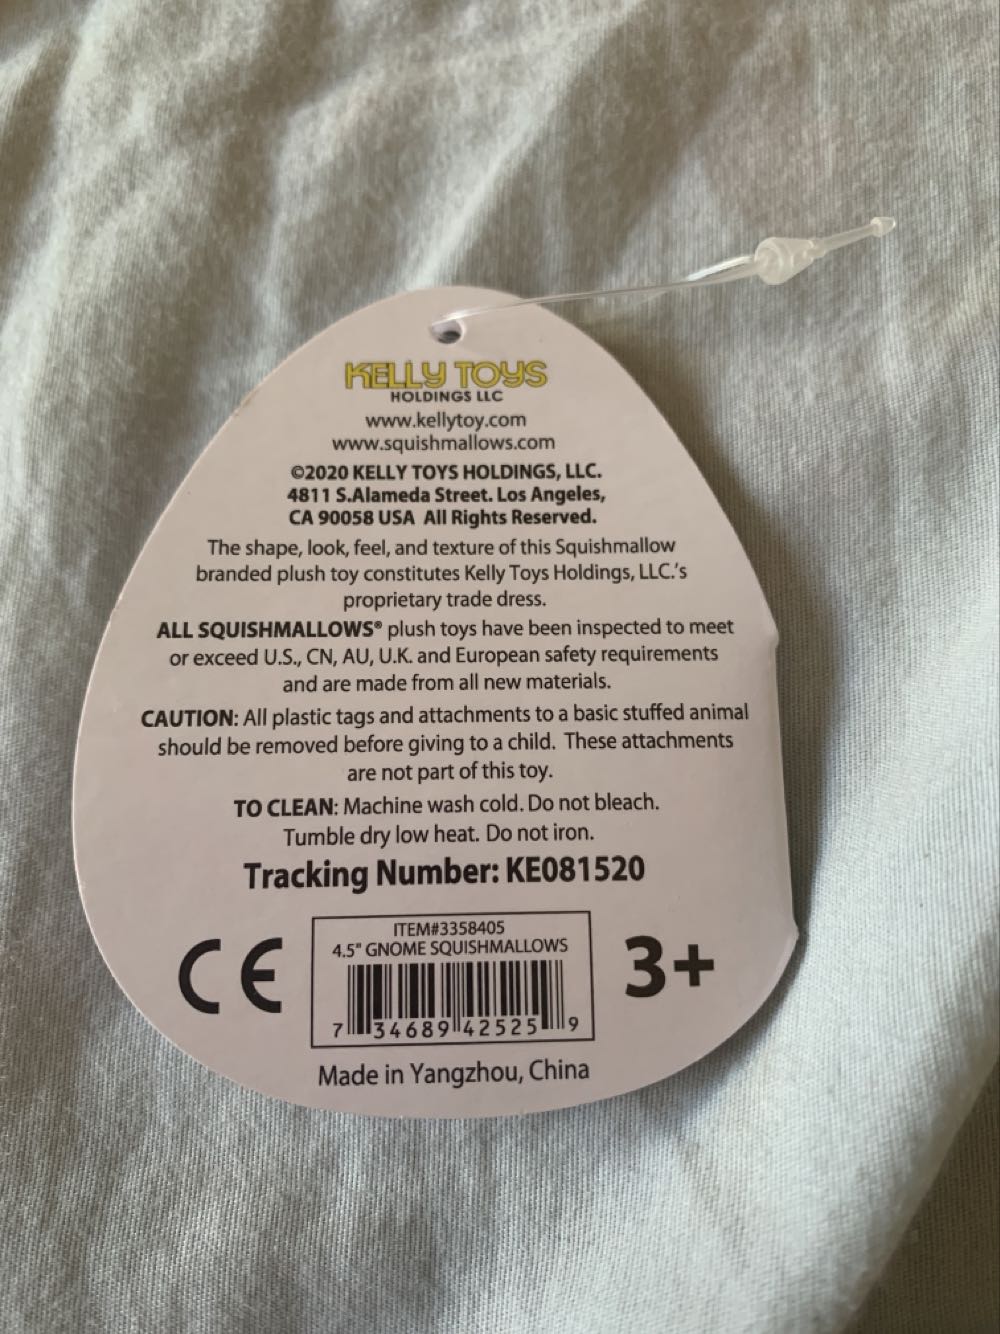 KELLY TOYS
HOLDINGS LLC
www.kellytoy.com
www.squishmallows.com
©2020 KELLY TOYS HOLDINGS, LLC.
4811 S.Alameda Street. Los Angeles,
CA 90058 USA All Rights Reserved.
The shape, look, feel, and texture of this Squishmallow
branded plush toy constitutes Kelly Toys Holdings, LLC.'s
proprietary trade dress.
ALL SQUISHMALLOWS® plush toys have been inspected to meet
or exceed U.S., CN, AU, U.K. and European safety requirements
and are made from all new materials.
CAUTION: All plastic tags and attachments to a basic stuffed animal
should be removed before giving to a child. These attachments
are not part of this toy.
TO CLEAN: Machine wash cold. Do not bleach.
Tumble dry low heat. Do not iron.
Tracking Number: KE081520
CE
ITEM#3358405
4.5" GNOME SQUISHMALLOWS
7 34689 42525 9
3+
Made in Yangzhou, China